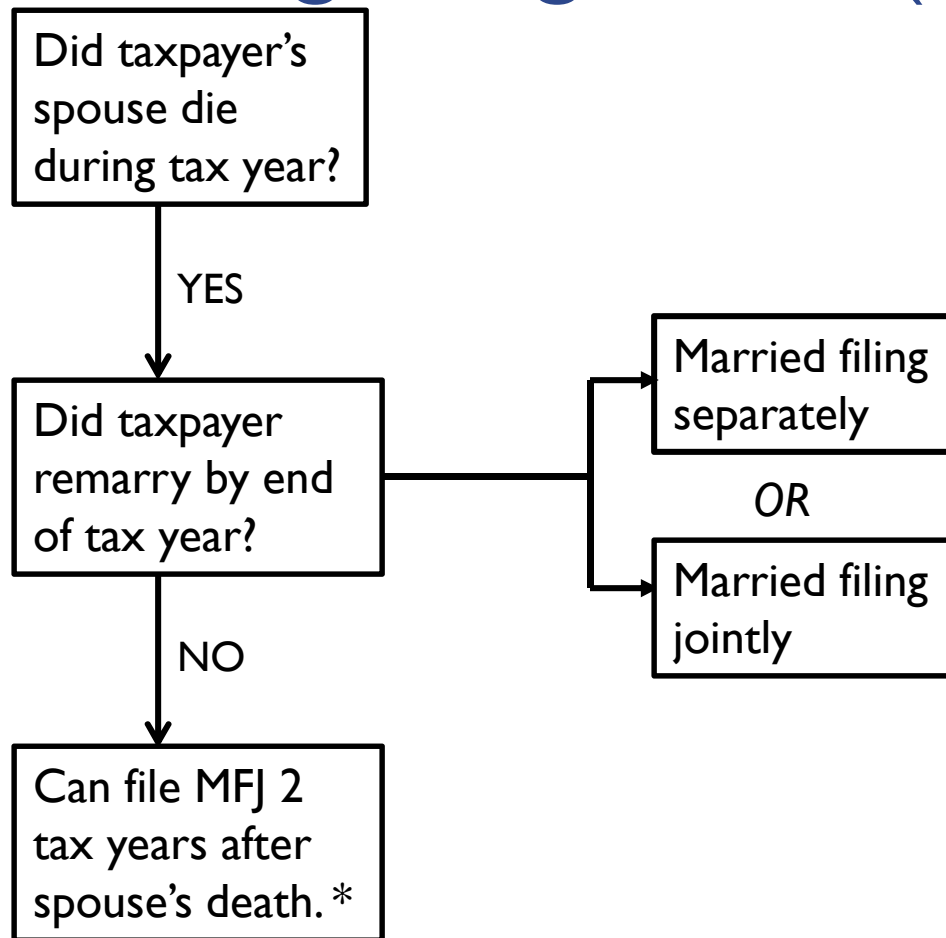 Did taxpayer’s
spouse die
during tax year?
YES
Did taxpayer
remarry by end
of tax year?
Married filing
separately
OR
Married filing
jointly
NO
Can file MFJ 2
tax years after
spouse’s death. *